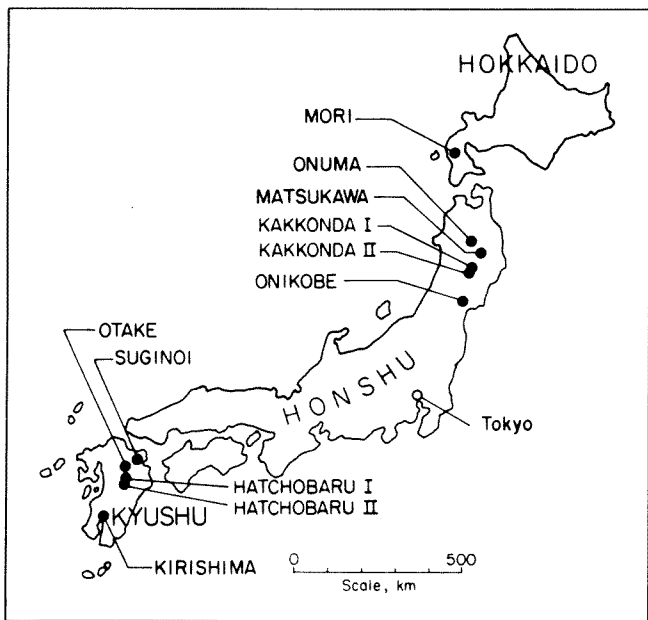 HOKKAIDO
MORI
ONUMA
MATSUKAWA
KAKKONDA I
KAKKONDA II
ONIKOBE
OTAKE
SUGINOI
HONSHU
Tokyo
HATCHOBARU I
HATCHOBARU II
KYUSHU
KIRISHIMA
0 500
Scale, km